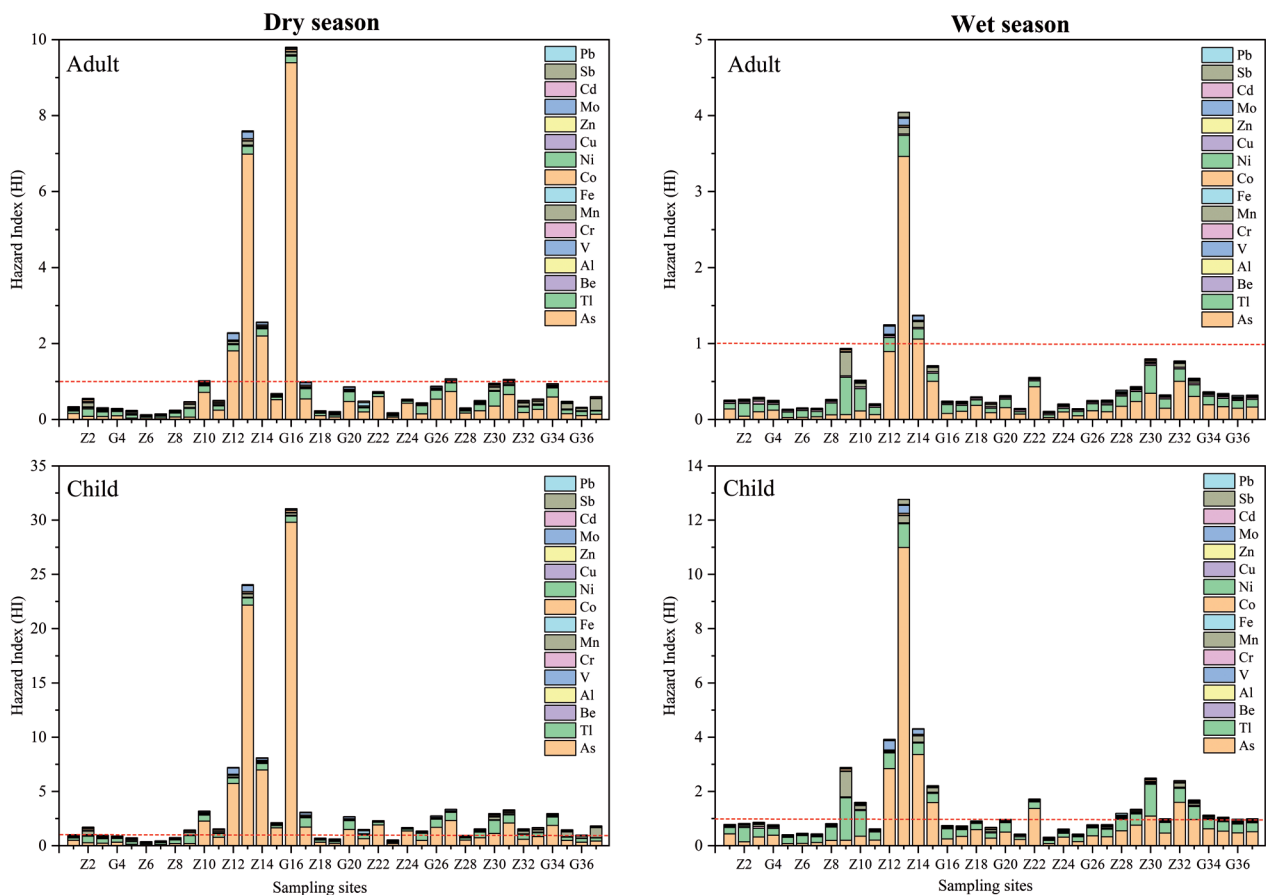 Dry season
Wet season
Adult
Hazard Index (HI)
10
8
6
4
2
0
Pb
Sb
Cd
Mo
Zn
Cu
Ni
Co
Fe
Mn
Cr
V
Al
Be
Tl
As
Z2 G4 Z6 Z8 Z10 Z12 Z14 G16 Z18 G20 Z22 Z24 G26 Z28 Z30 Z32 G34 G36
Adult
Hazard Index (HI)
5
4
3
2
1
0
Pb
Sb
Cd
Mo
Zn
Cu
Ni
Co
Fe
Mn
Cr
V
Al
Be
Tl
As
Z2 G4 Z6 Z8 Z10 Z12 Z14 G16 Z18 G20 Z22 Z24 G26 Z28 Z30 Z32 G34 G36
Child
Hazard Index (HI)
35
30
25
20
15
10
5
0
Pb
Sb
Cd
Mo
Zn
Cu
Ni
Co
Fe
Mn
Cr
V
Al
Be
Tl
As
Z2 G4 Z6 Z8 Z10 Z12 Z14 G16 Z18 G20 Z22 Z24 G26 Z28 Z30 Z32 G34 G36
Sampling sites
Child
Hazard Index (HI)
14
12
10
8
6
4
2
0
Pb
Sb
Cd
Mo
Zn
Cu
Ni
Co
Fe
Mn
Cr
V
Al
Be
Tl
As
Z2 G4 Z6 Z8 Z10 Z12 Z14 G16 Z18 G20 Z22 Z24 G26 Z28 Z30 Z32 G34 G36
Sampling sites